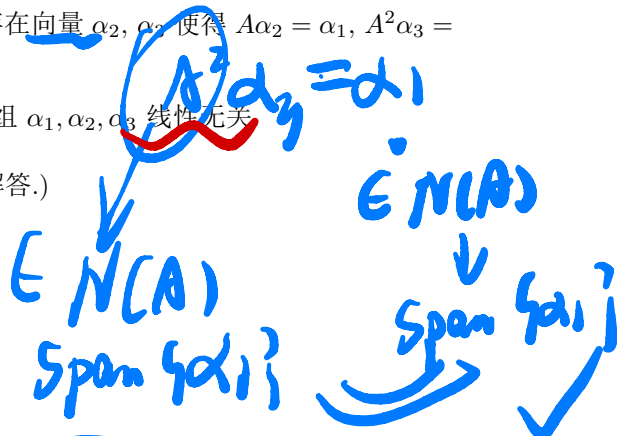 在向量 α₂, α₃ 使得 Aα₂ = α₁, A²α₃ =
A²α₃ = α₁
组 α₁, α₂, α₃ 线性无关
解答.)
∈ N(A)
∈ N(A)
span {α₁}
span {α₁}